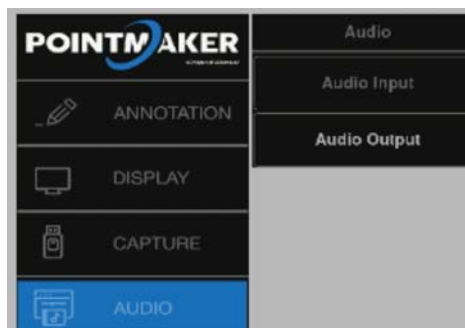 POINTMAKER
ANNOTATION
DISPLAY
CAPTURE
AUDIO
Audio
Audio Input
Audio Output